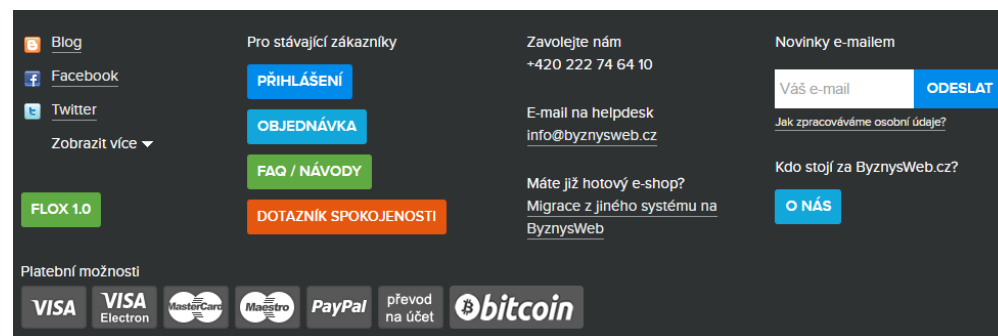 Blog
Facebook
Twitter
Zobrazit více
FLOX 1.0
Pro stávající zákazníky
PŘIHLÁŠENÍ
OBJEDNÁVKA
FAQ / NÁVODY
DOTAZNÍK SPOKOJENOSTI
Zavolejte nám
+420 222 74 64 10
E-mail na helpdesk
info@byznysweb.cz
Máte již hotový e-shop?
Migrace z jiného systému na
ByznysWeb
Novinky e-mailem
Váš e-mail ODESLAT
Jak zpracováváme osobní údaje?
Kdo stojí za ByznysWeb.cz?
O NÁS
Platební možnosti
VISA
VISA
Electron
MasterCard
Maestro
PayPal
převod
na účet
bitcoin